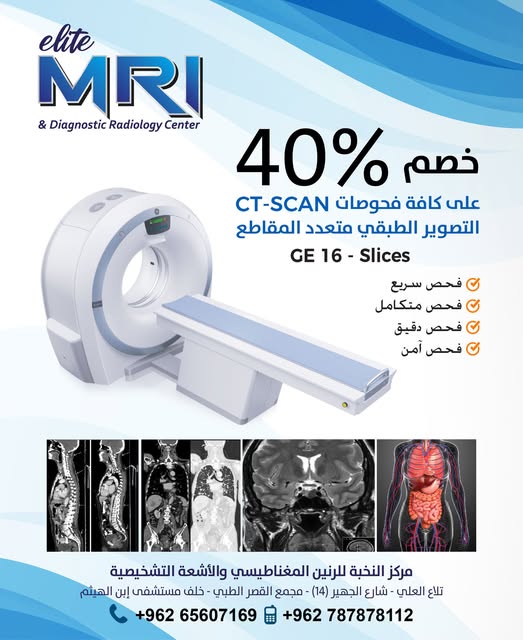 elite
MRI
& Diagnostic Radiology Center
خصم 40%
على كافة فحوصات CT-SCAN
التصوير الطبقي متعدد المقاطع
GE 16 - Slices
فحص سريع
فحص متكامل
فحص دقيق
فحص آمن
مركز النخبة للرنين المغناطيسي والأشعة التشخيصية
تلاع العلي - شارع الجهير (14) - مجمع القصر الطبي - خلف مستشفى إبن الهيثم
+962 65607169 +962 787878112